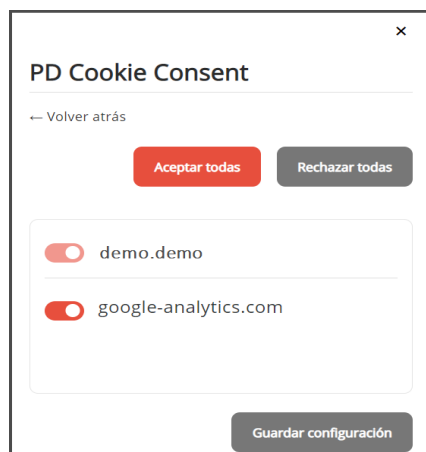 ×
PD Cookie Consent
← Volver atrás
Aceptar todas Rechazar todas
demo.demo
google-analytics.com
Guardar configuración